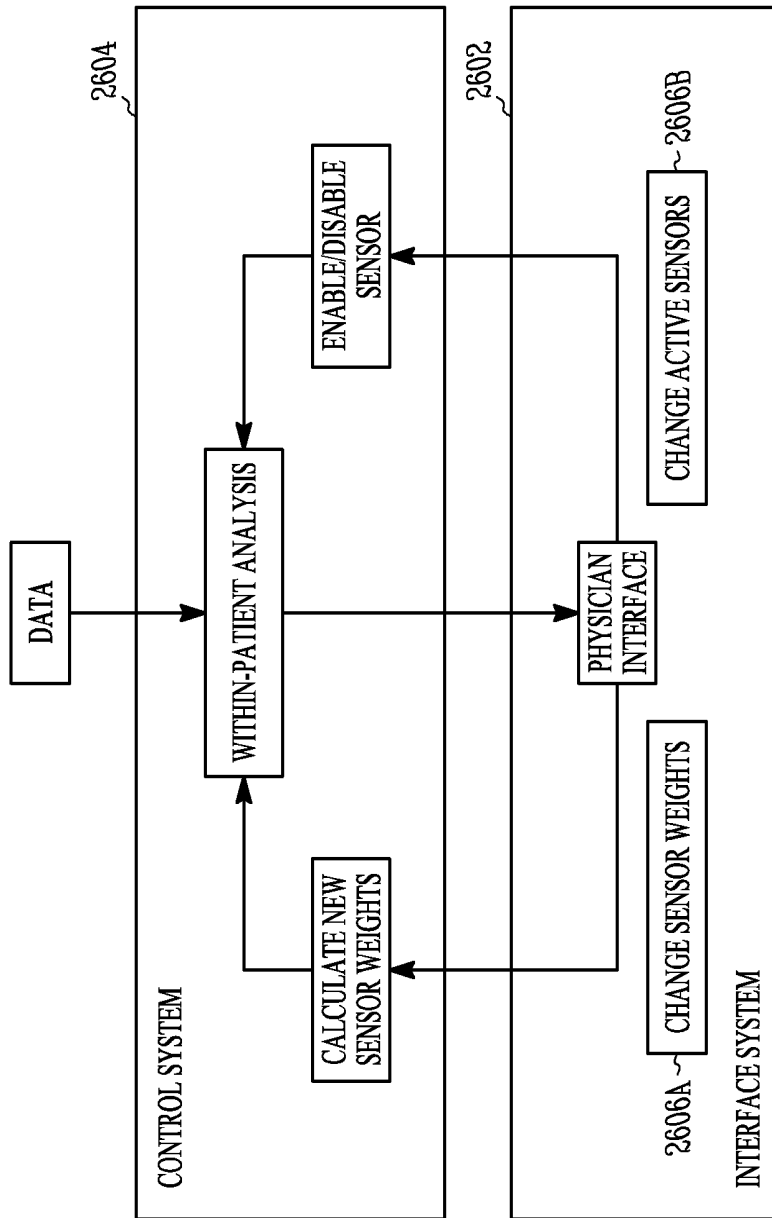 DATA
2604
CONTROL SYSTEM
WITHIN-PATIENT ANALYSIS
CALCULATE NEW
SENSOR WEIGHTS
ENABLE/DISABLE
SENSOR
2602
PHYSICIAN
INTERFACE
2606A
CHANGE SENSOR WEIGHTS
CHANGE ACTIVE SENSORS
2606B
INTERFACE SYSTEM